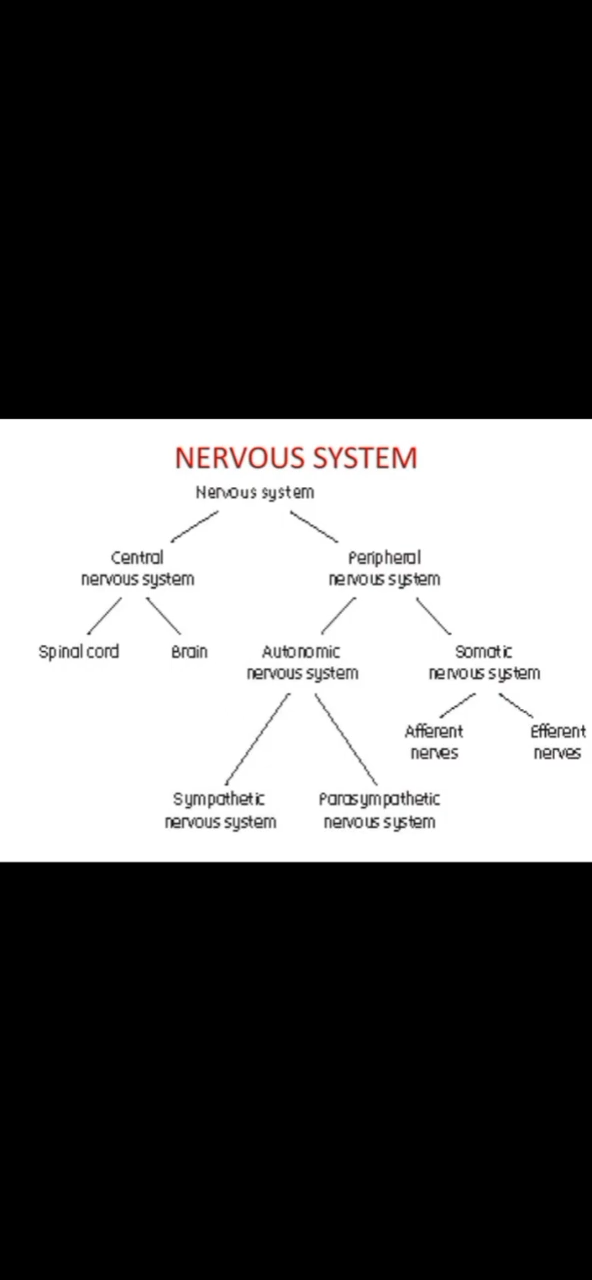 NERVOUS SYSTEM
Nervous system
Central
nervous system
Peripheral
nervous system
Spinal cord
Brain
Autonomic
nervous system
Somatic
nervous system
Afferent
nerves
Efferent
nerves
Sympathetic
nervous system
Parasympathetic
nervous system